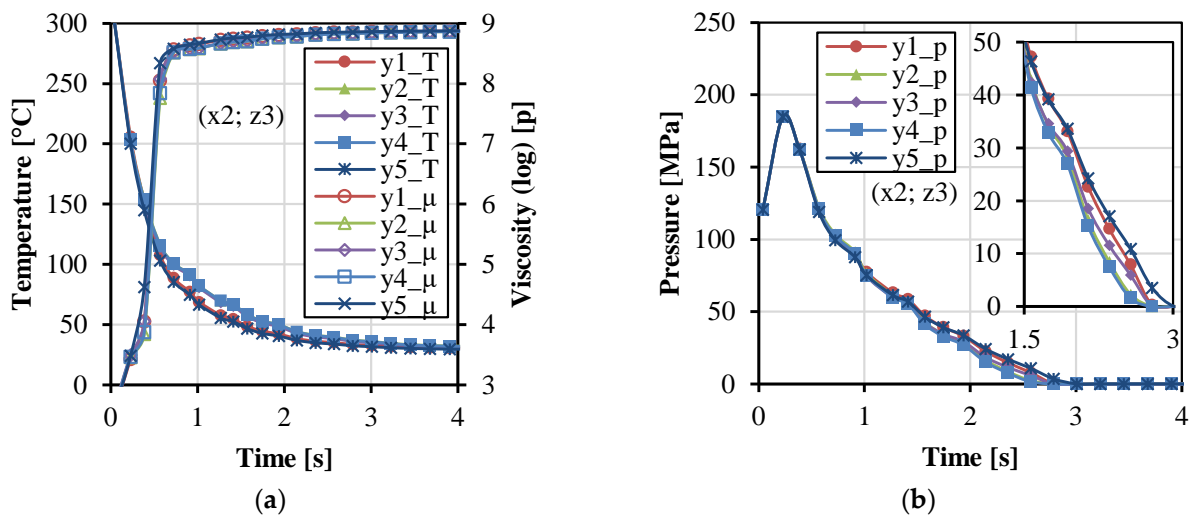 300
250
200
150
100
50
0
Temperature [°C]
9
8
7
6
5
4
3
Viscosity (log) [p]
(x2; z3)
y1_T
y2_T
y3_T
y4_T
y5_T
y1_μ
y2_μ
y3_μ
y4_μ
y5_μ
0 1 2 3 4
Time [s]
(a)
250
200
150
100
50
0
Pressure [MPa]
y1_p
y2_p
y3_p
y4_p
y5_p
(x2; z3)
50
40
30
20
10
0
1.5 3
0 1 2 3 4
Time [s]
(b)